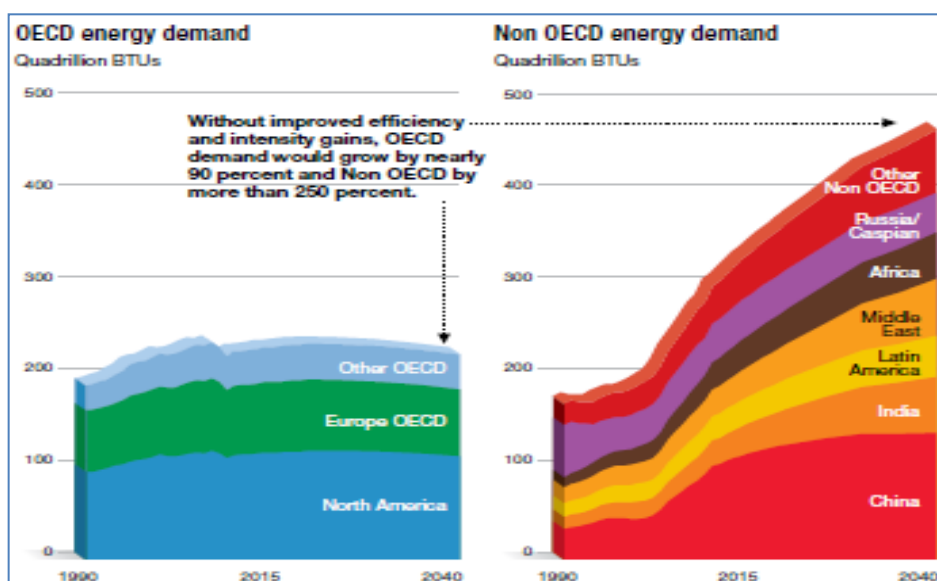 OECD energy demand
Quadrillion BTUs
500
400
300
200
100
0
1990
2015
2040
Without improved efficiency
and intensity gains, OECD
demand would grow by nearly
90 percent and Non OECD by
more than 250 percent.
Other OECD
Europe OECD
North America
Non OECD energy demand
Quadrillion BTUs
500
400
300
200
100
0
1990
2015
2040
Other
Non OECD
Russia/
Caspian
Africa
Middle
East
Latin
America
India
China